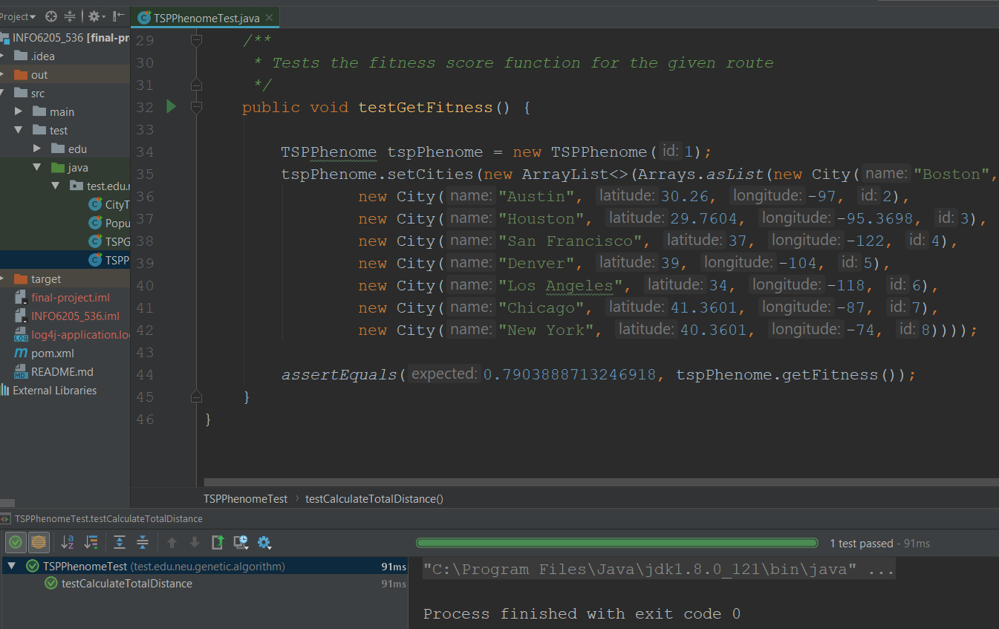 Project
TSPPhenomeTest.java
INFO6205_536 [final-pr
.idea
out
src
main
test
edu
java
test.edu.
CityT
Popu
TSPG
TSPP
target
final-project.iml
INFO6205_536.iml
log4j-application.lo
pom.xml
README.md
External Libraries
29 /**
30 * Tests the fitness score function for the given route
31 */
32 public void testGetFitness() {
33
34 TSPPhenome tspPhenome = new TSPPhenome( id: 1);
35 tspPhenome.setCities(new ArrayList<>(Arrays.asList(new City( name: "Boston",
36 new City( name: "Austin", latitude: 30.26, longitude: -97, id: 2),
37 new City( name: "Houston", latitude: 29.7604, longitude: -95.3698, id: 3),
38 new City( name: "San Francisco", latitude: 37, longitude: -122, id: 4),
39 new City( name: "Denver", latitude: 39, longitude: -104, id: 5),
40 new City( name: "Los Angeles", latitude: 34, longitude: -118, id: 6),
41 new City( name: "Chicago", latitude: 41.3601, longitude: -87, id: 7),
42 new City( name: "New York", latitude: 40.3601, longitude: -74, id: 8))));
43
44 assertEquals( expected: 0.7903888713246918, tspPhenome.getFitness());
45 }
46 }
TSPPhenomeTest › testCalculateTotalDistance()
TSPPhenomeTest.testCalculateTotalDistance
1 test passed - 91ms
TSPPhenomeTest (test.edu.neu.genetic.algorithm) 91ms
testCalculateTotalDistance 91ms
"C:\Program Files\Java\jdk1.8.0_121\bin\java" ...
Process finished with exit code 0